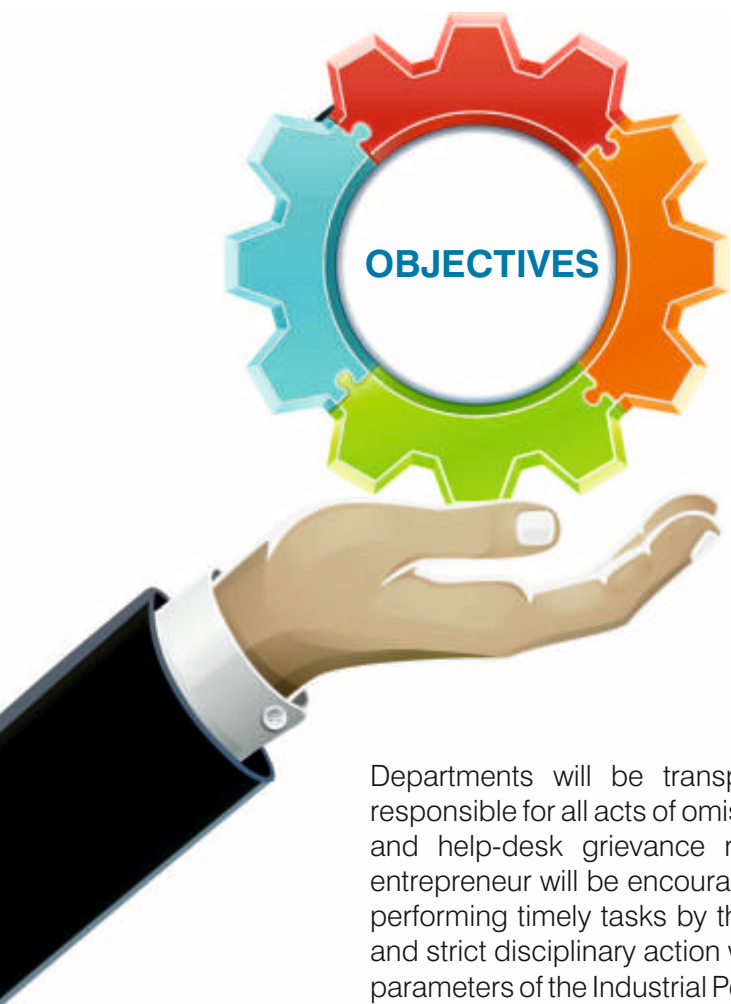 OBJECTIVES
Departments will be
responsible for all acts of
and help-desk grievance
entrepreneur will be
performing timely tasks by
and strict disciplinary action
parameters of the Industrial